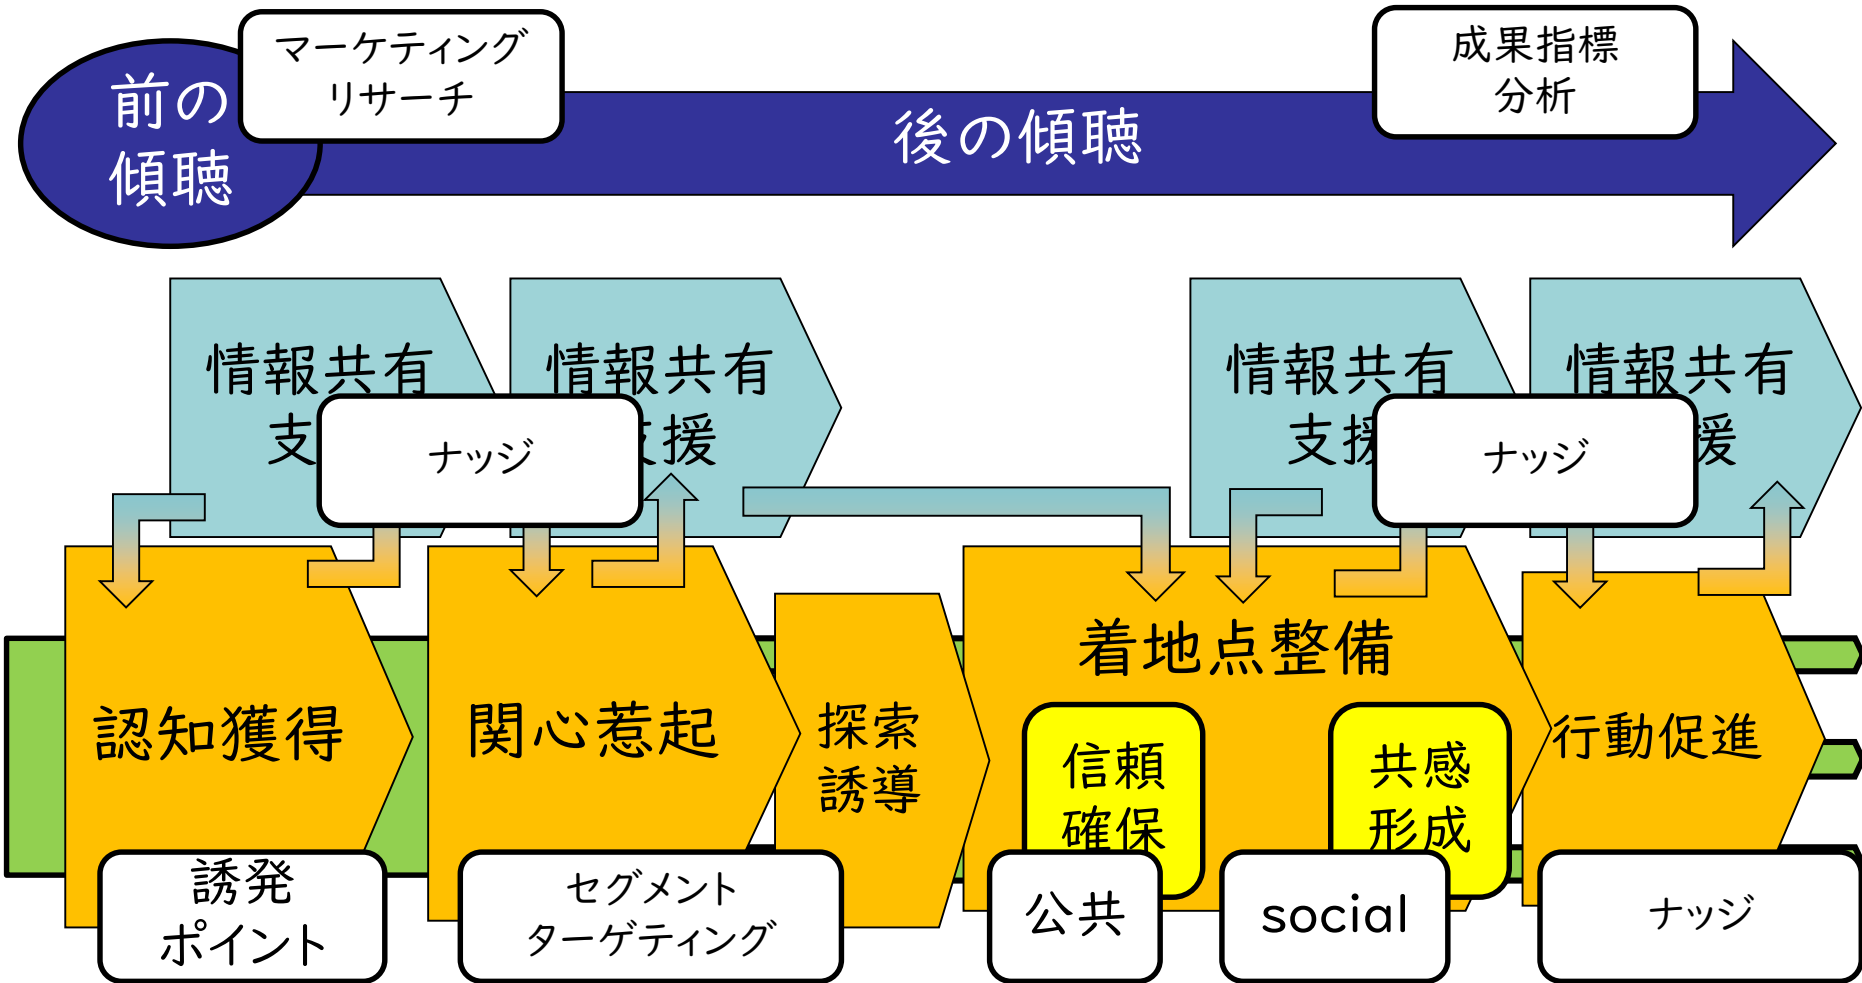 前の
傾聴
マーケティング
リサーチ
後の傾聴
成果指標
分析
情報共有
支
情報共有
支援
情報共有
支援
情報共有
援
ナッジ
ナッジ
認知獲得
関心惹起
探索
誘導
着地点整備
信頼
確保
共感
形成
行動促進
誘発
ポイント
セグメント
ターゲティング
公共
social
ナッジ